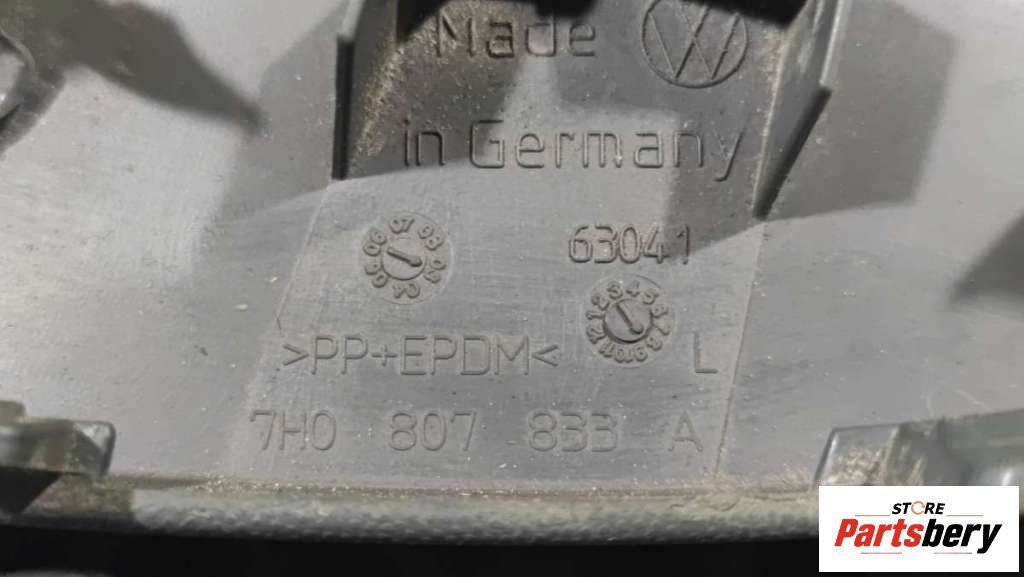 Made
in Germany
63041
>PP+EPDM<
L
7H0 807 833 A
STORE
Partsbery